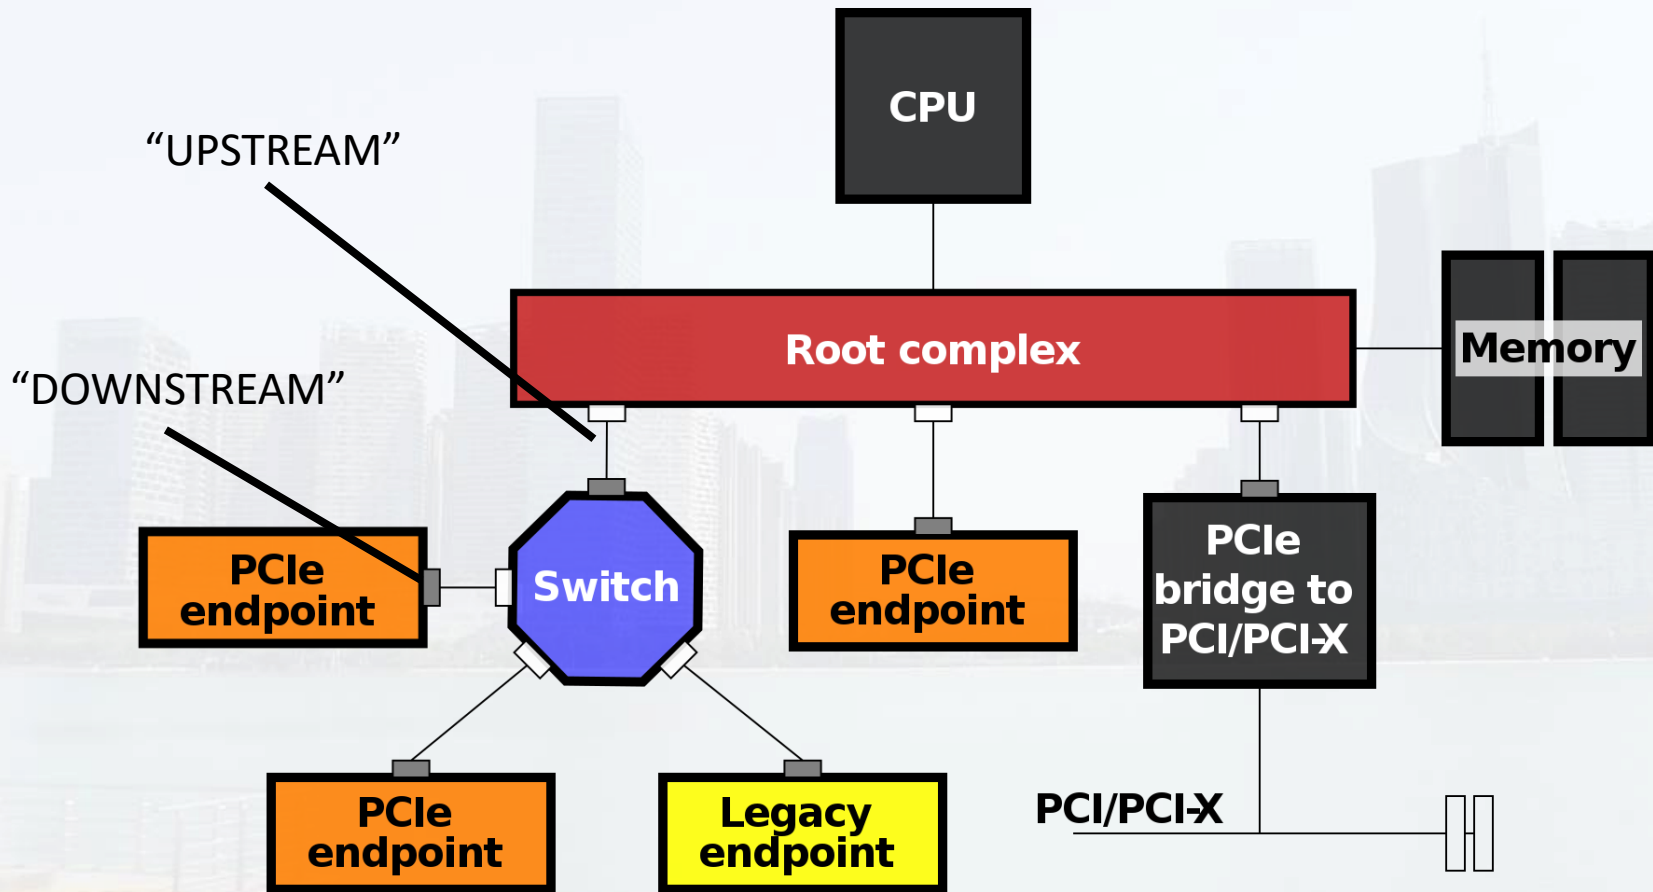 CPU
“UPSTREAM”
Root complex
Memory
“DOWNSTREAM”
PCIe
endpoint
Switch
PCIe
endpoint
PCIe
bridge to
PCI/PCI-X
PCIe
endpoint
Legacy
endpoint
PCI/PCI-X